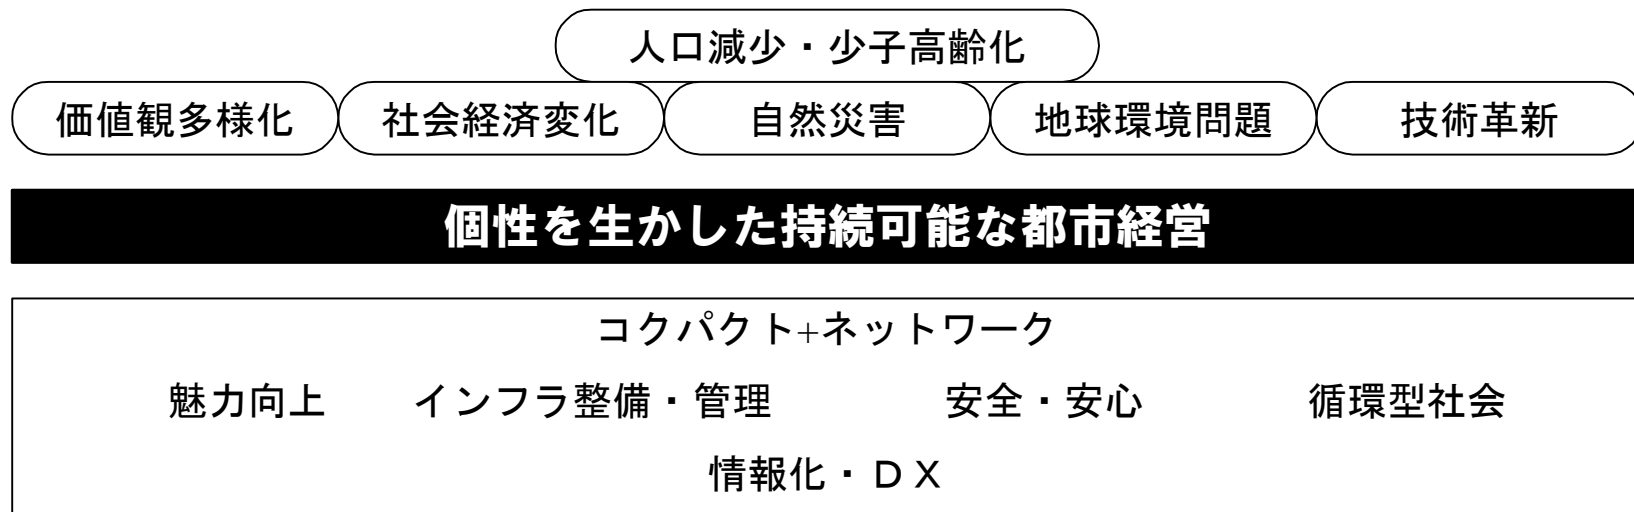 人口減少・少子高齢化
価値観多様化 社会経済変化 自然災害 地球環境問題 技術革新
個性を生かした持続可能な都市経営
コクパクト+ネットワーク
魅力向上 インフラ整備・管理 安全・安心 循環型社会
情報化・ＤＸ